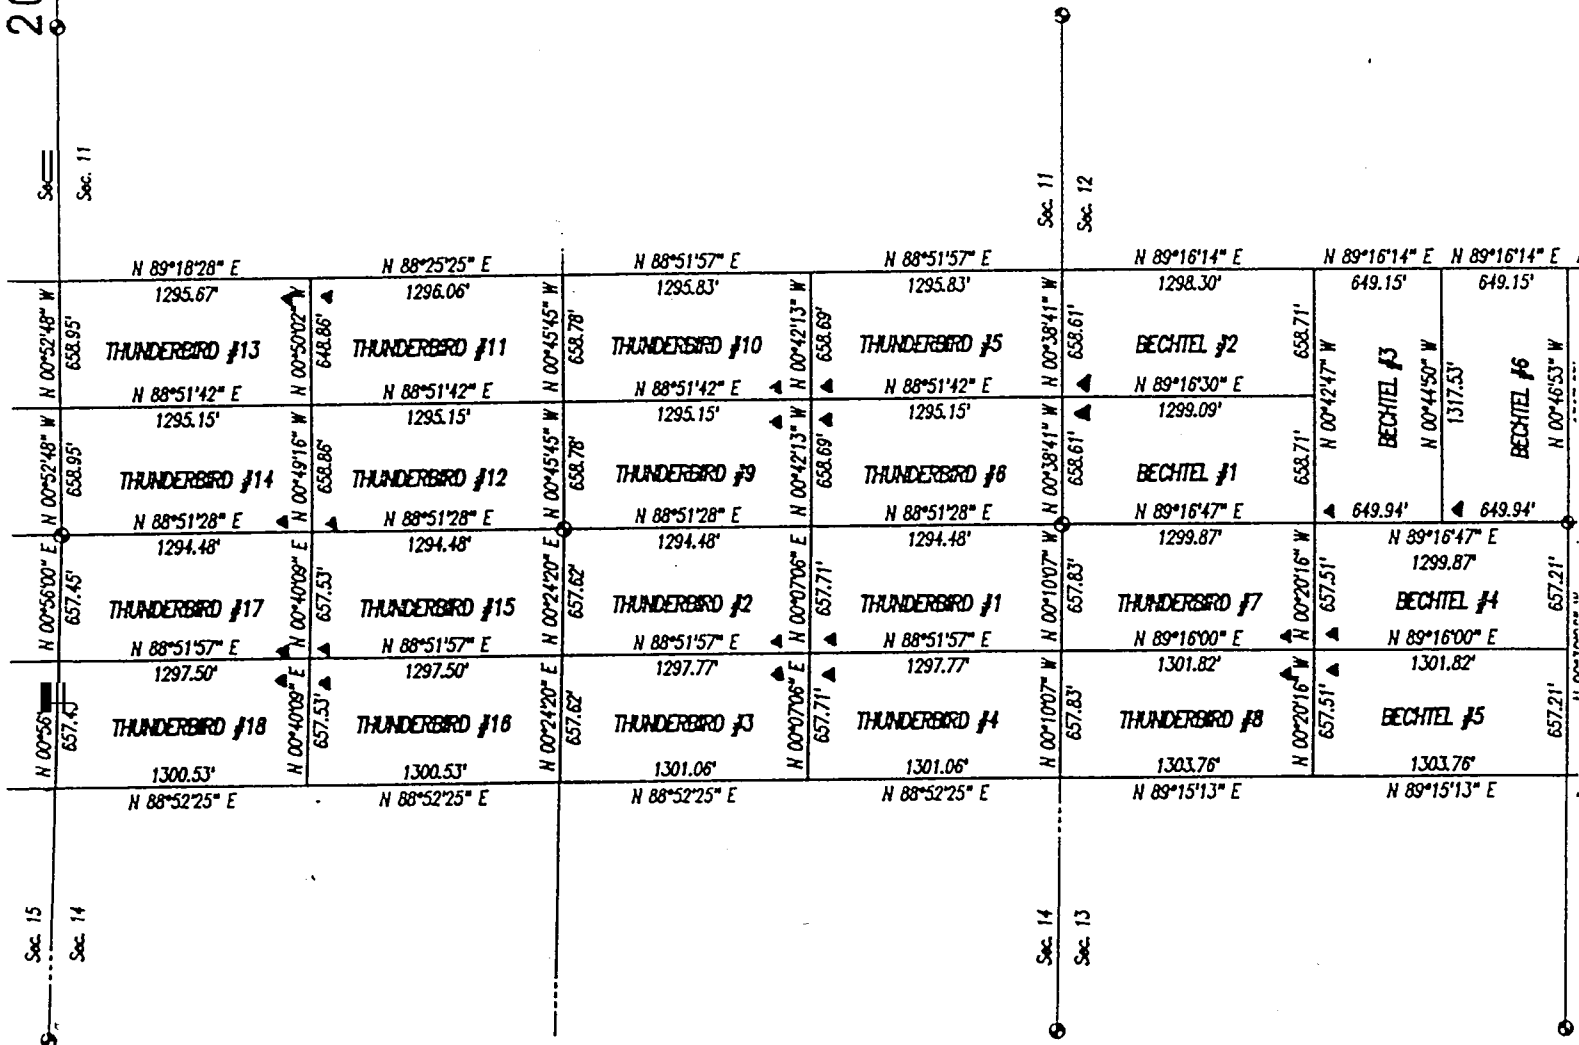 20
Sec. 11
Sec. 11
Sec. 12
N 89°18'28" E
N 88°25'25" E
N 88°51'57" E
N 88°51'57" E
N 89°16'14" E
N 89°16'14" E
N 89°16'14" E
1295.67'
1296.06'
1295.83'
1295.83'
1298.30'
649.15'
649.15'
N 00°52'48" W
658.95'
THUNDERBIRD #13
N 00°50'02" W
648.86'
THUNDERBIRD #11
N 00°45'45" W
658.78'
THUNDERBIRD #10
N 00°42'13" W
658.69'
THUNDERBIRD #5
N 00°38'41" W
658.61'
BECHTEL #2
658.71'
N 00°42'47" W
BECHTEL #3
N 00°44'50" W
1317.53'
BECHTEL #6
N 00°46'53" W
N 88°51'42" E
N 88°51'42" E
N 88°51'42" E
N 88°51'42" E
N 89°16'30" E
1295.15'
1295.15'
1295.15'
1295.15'
1299.09'
N 00°52'48" W
658.95'
THUNDERBIRD #14
N 00°49'16" W
658.86'
THUNDERBIRD #12
N 00°45'45" W
658.78'
THUNDERBIRD #9
N 00°42'13" W
658.69'
THUNDERBIRD #6
N 00°38'41" W
658.61'
BECHTEL #1
658.71'
N 88°51'28" E
N 88°51'28" E
N 88°51'28" E
N 88°51'28" E
N 89°16'47" E
649.94'
649.94'
1294.48'
1294.48'
1294.48'
1294.48'
1299.87'
N 89°16'47" E
1299.87'
N 00°56'00" E
657.45'
THUNDERBIRD #17
N 00°40'09" E
657.53'
THUNDERBIRD #15
N 00°24'20" E
657.62'
THUNDERBIRD #2
N 00°07'06" E
657.71'
THUNDERBIRD #1
N 00°10'07" W
657.83'
THUNDERBIRD #7
N 00°20'16" W
657.51'
BECHTEL #4
657.21'
N 88°51'57" E
N 88°51'57" E
N 88°51'57" E
N 88°51'57" E
N 89°16'00" E
N 89°16'00" E
1297.50'
1297.50'
1297.77'
1297.77'
1301.82'
1301.82'
N 00°56'
657.45'
THUNDERBIRD #18
N 00°40'09" E
657.53'
THUNDERBIRD #16
N 00°24'20" E
657.62'
THUNDERBIRD #3
N 00°07'06" E
657.71'
THUNDERBIRD #4
N 00°10'07" W
657.83'
THUNDERBIRD #8
N 00°20'16" W
657.51'
BECHTEL #5
657.21'
1300.53'
1300.53'
1301.06'
1301.06'
1303.76'
1303.76'
N 88°52'25" E
N 88°52'25" E
N 88°52'25" E
N 88°52'25" E
N 89°15'13" E
N 89°15'13" E
Sec. 15
Sec. 14
Sec. 14
Sec. 13